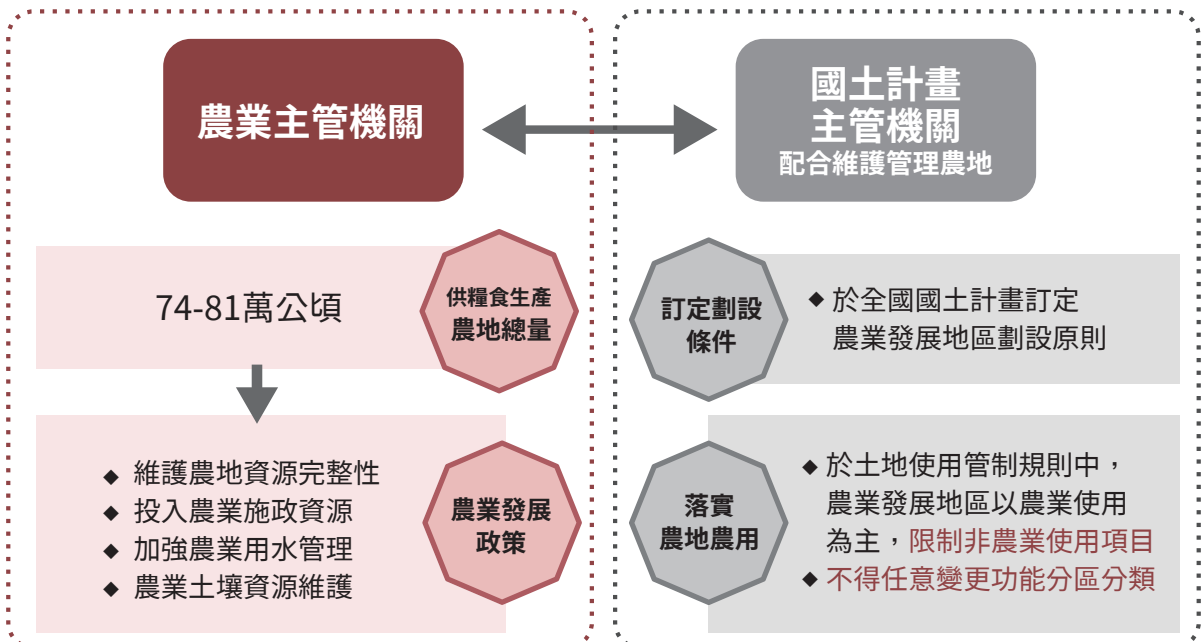 農業主管機關
74-81萬公頃
供糧食生產
農地總量
◆ 維護農地資源完整性
◆ 投入農業施政資源
◆ 加強農業用水管理
◆ 農業土壤資源維護
農業發展
政策
國土計畫
主管機關
配合維護管理農地
訂定劃設
條件
◆ 於全國國土計畫訂定
農業發展地區劃設原則
落實
農地農用
◆ 於土地使用管制規則中，
農業發展地區以農業使用
為主，限制非農業使用項目
◆ 不得任意變更功能分區分類